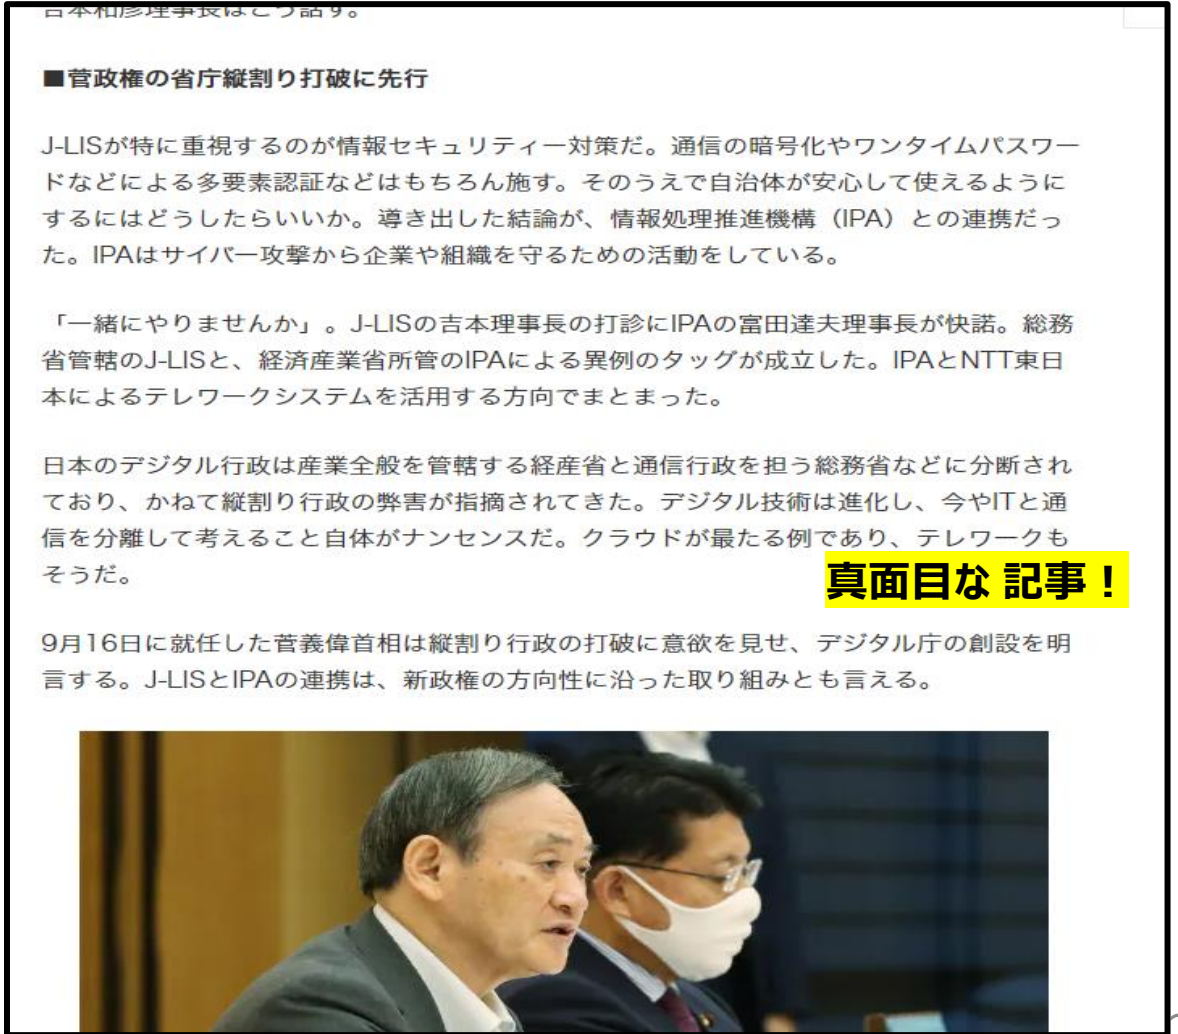 吉本和彦理事長はこう話す。
■菅政権の省庁縦割り打破に先行
J-LISが特に重視するのが情報セキュリティー対策だ。通信の暗号化やワンタイムパスワー
ドなどによる多要素認証などはもちろん施す。そのうえで自治体が安心して使えるように
するにはどうしたらいいか。導き出した結論が、情報処理推進機構（IPA）との連携だっ
た。IPAはサイバー攻撃から企業や組織を守るための活動をしている。
「一緒にやりませんか」。J-LISの吉本理事長の打診にIPAの富田達夫理事長が快諾。総務
省管轄のJ-LISと、経済産業省所管のIPAによる異例のタッグが成立した。IPAとNTT東日
本によるテレワークシステムを活用する方向でまとまった。
日本のデジタル行政は産業全般を管轄する経産省と通信行政を担う総務省などに分断され
ており、かねて縦割り行政の弊害が指摘されてきた。デジタル技術は進化し、今やITと通
信を分離して考えること自体がナンセンスだ。クラウドが最たる例であり、テレワークも
そうだ。
真面目な 記事！
9月16日に就任した菅義偉首相は縦割り行政の打破に意欲を見せ、デジタル庁の創設を明
言する。J-LISとIPAの連携は、新政権の方向性に沿った取り組みとも言える。